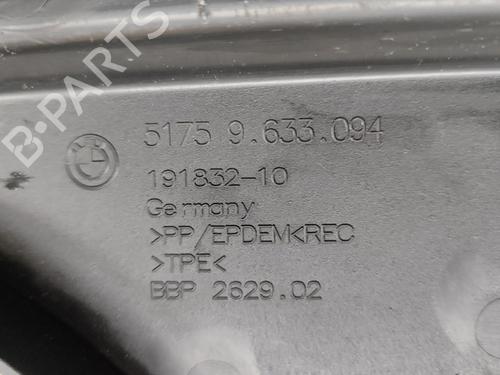 B-PARTS
5175 9.633.094
191832-10
Germany
>PP/EPDEM<REC
>TPE<
BBP 2629.02